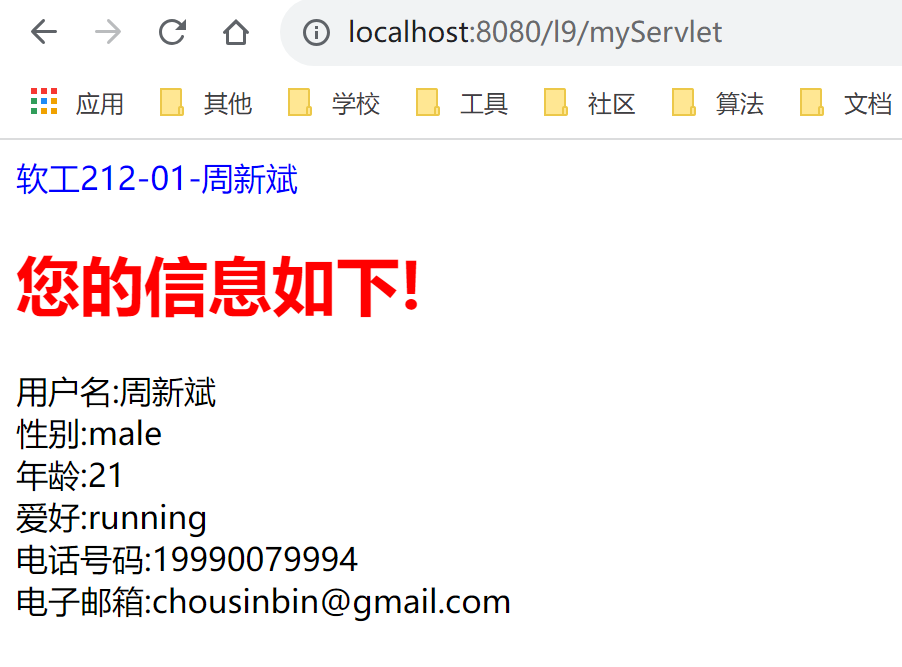 localhost:8080/l9/myServlet
应用 其他 学校 工具 社区 算法 文档
软工212-01-周新斌
您的信息如下!
用户名:周新斌
性别:male
年龄:21
爱好:running
电话号码:19990079994
电子邮箱:chousinbin@gmail.com